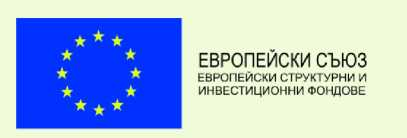 ЕВРОПЕЙСКИ СЪЮЗ
ЕВРОПЕЙСКИ СТРУКТУРНИ И
ИНВЕСТИЦИОННИ ФОНДОВЕ